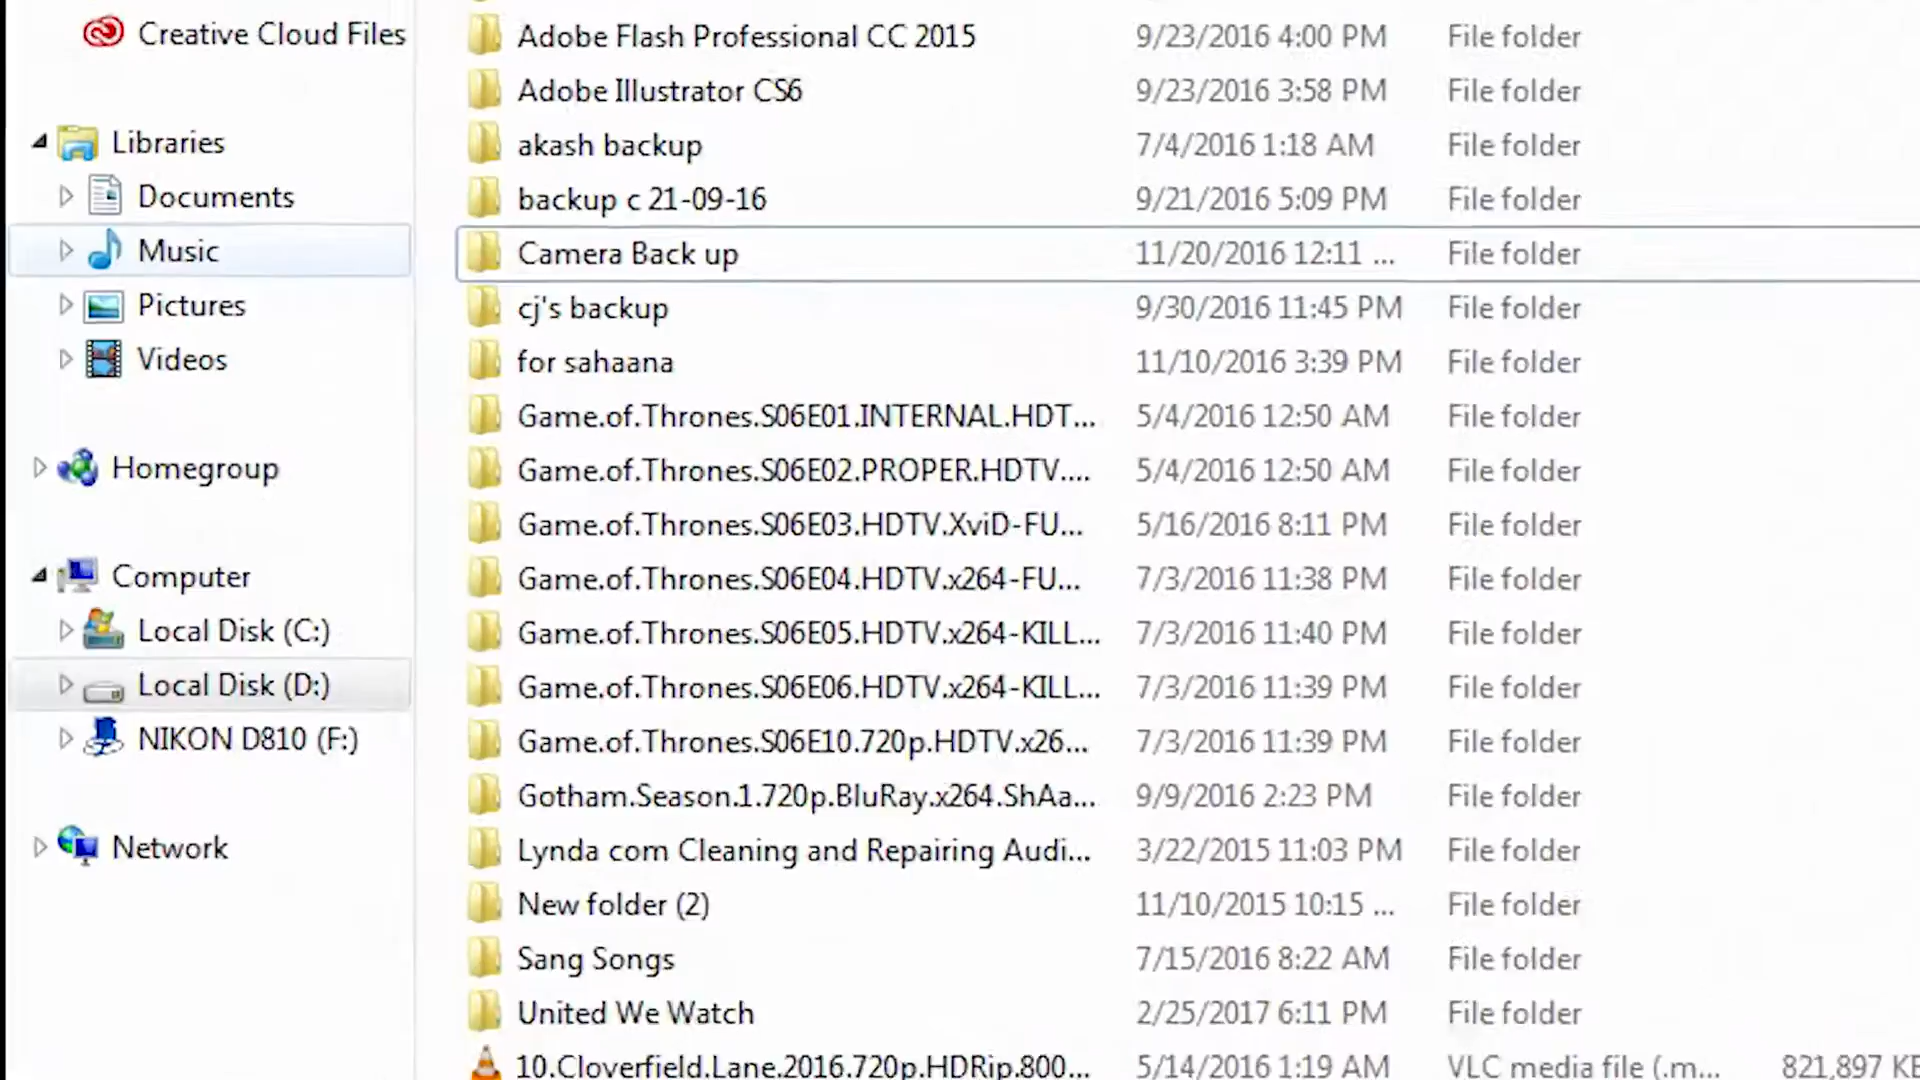 Creative Cloud Files
Libraries
Documents
Music
Pictures
Videos
Homegroup
Computer
Local Disk (C:)
Local Disk (D:)
NIKON D810 (F:)
Network
Adobe Flash Professional CC 2015 9/23/2016 4:00 PM File folder
Adobe Illustrator CS6 9/23/2016 3:58 PM File folder
akash backup 7/4/2016 1:18 AM File folder
backup c 21-09-16 9/21/2016 5:09 PM File folder
Camera Back up 11/20/2016 12:11 ... File folder
cj's backup 9/30/2016 11:45 PM File folder
for sahaana 11/10/2016 3:39 PM File folder
Game.of.Thrones.S06E01.INTERNAL.HDT... 5/4/2016 12:50 AM File folder
Game.of.Thrones.S06E02.PROPER.HDTV.... 5/4/2016 12:50 AM File folder
Game.of.Thrones.S06E03.HDTV.XviD-FU... 5/16/2016 8:11 PM File folder
Game.of.Thrones.S06E04.HDTV.x264-FU... 7/3/2016 11:38 PM File folder
Game.of.Thrones.S06E05.HDTV.x264-KILL... 7/3/2016 11:40 PM File folder
Game.of.Thrones.S06E06.HDTV.x264-KILL... 7/3/2016 11:39 PM File folder
Game.of.Thrones.S06E10.720p.HDTV.x26... 7/3/2016 11:39 PM File folder
Gotham.Season.1.720p.BluRay.x264.ShAa... 9/9/2016 2:23 PM File folder
Lynda com Cleaning and Repairing Audi... 3/22/2015 11:03 PM File folder
New folder (2) 11/10/2015 10:15 ... File folder
Sang Songs 7/15/2016 8:22 AM File folder
United We Watch 2/25/2017 6:11 PM File folder
10.Cloverfield.Lane.2016.720p.HDRip.800... 5/14/2016 1:19 AM VLC media file (.m... 821,897 KB